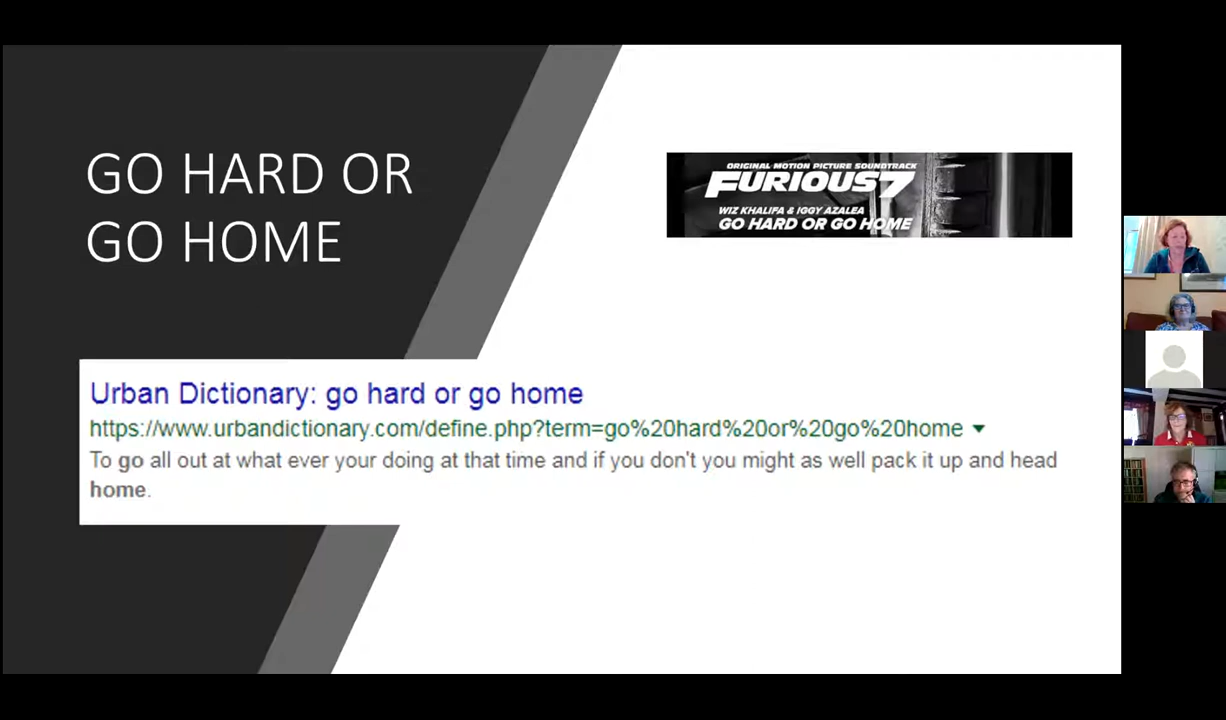 GO HARD OR
GO HOME
ORIGINAL MOTION PICTURE SOUNDTRACK
FURIOUS 7
WIZ KHALIFA & IGGY AZALEA
GO HARD OR GO HOME
Urban Dictionary: go hard or go home
https://www.urbandictionary.com/define.php?term=go%20hard%20or%20go%20home
To go all out at what ever your doing at that time and if you don't you might as well pack it up and head
home.